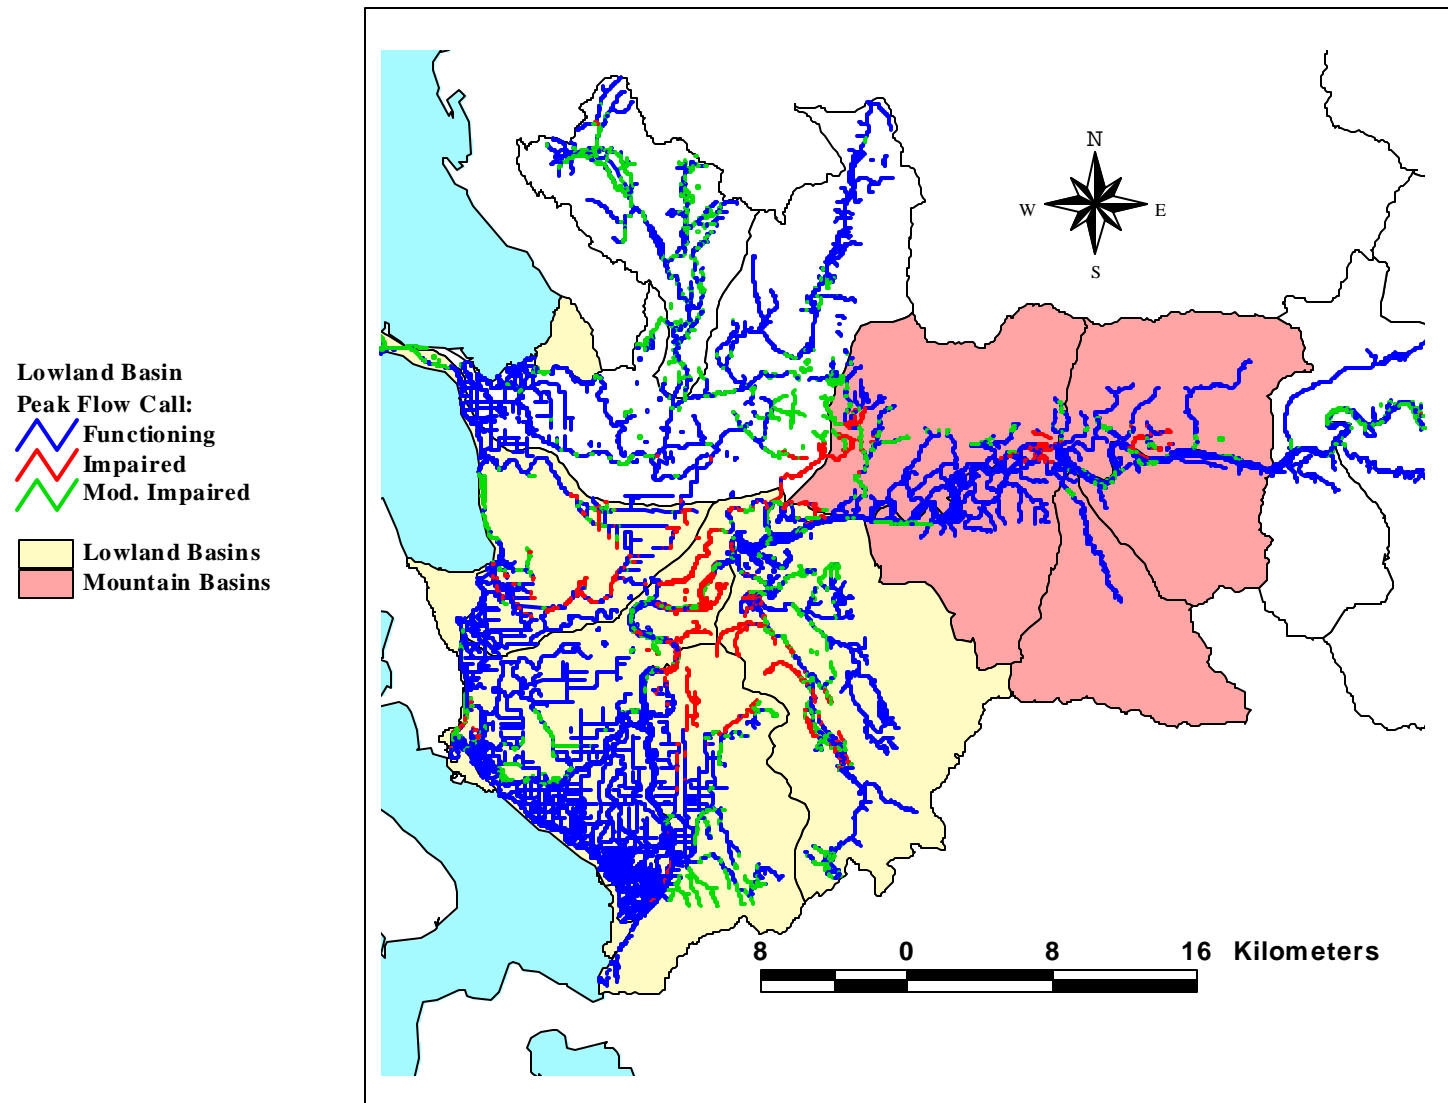 N
W
E
S
Lowland Basin
Peak Flow Call:
Functioning
Impaired
Mod. Impaired
Lowland Basins
Mountain Basins
8 0 8 16 Kilometers